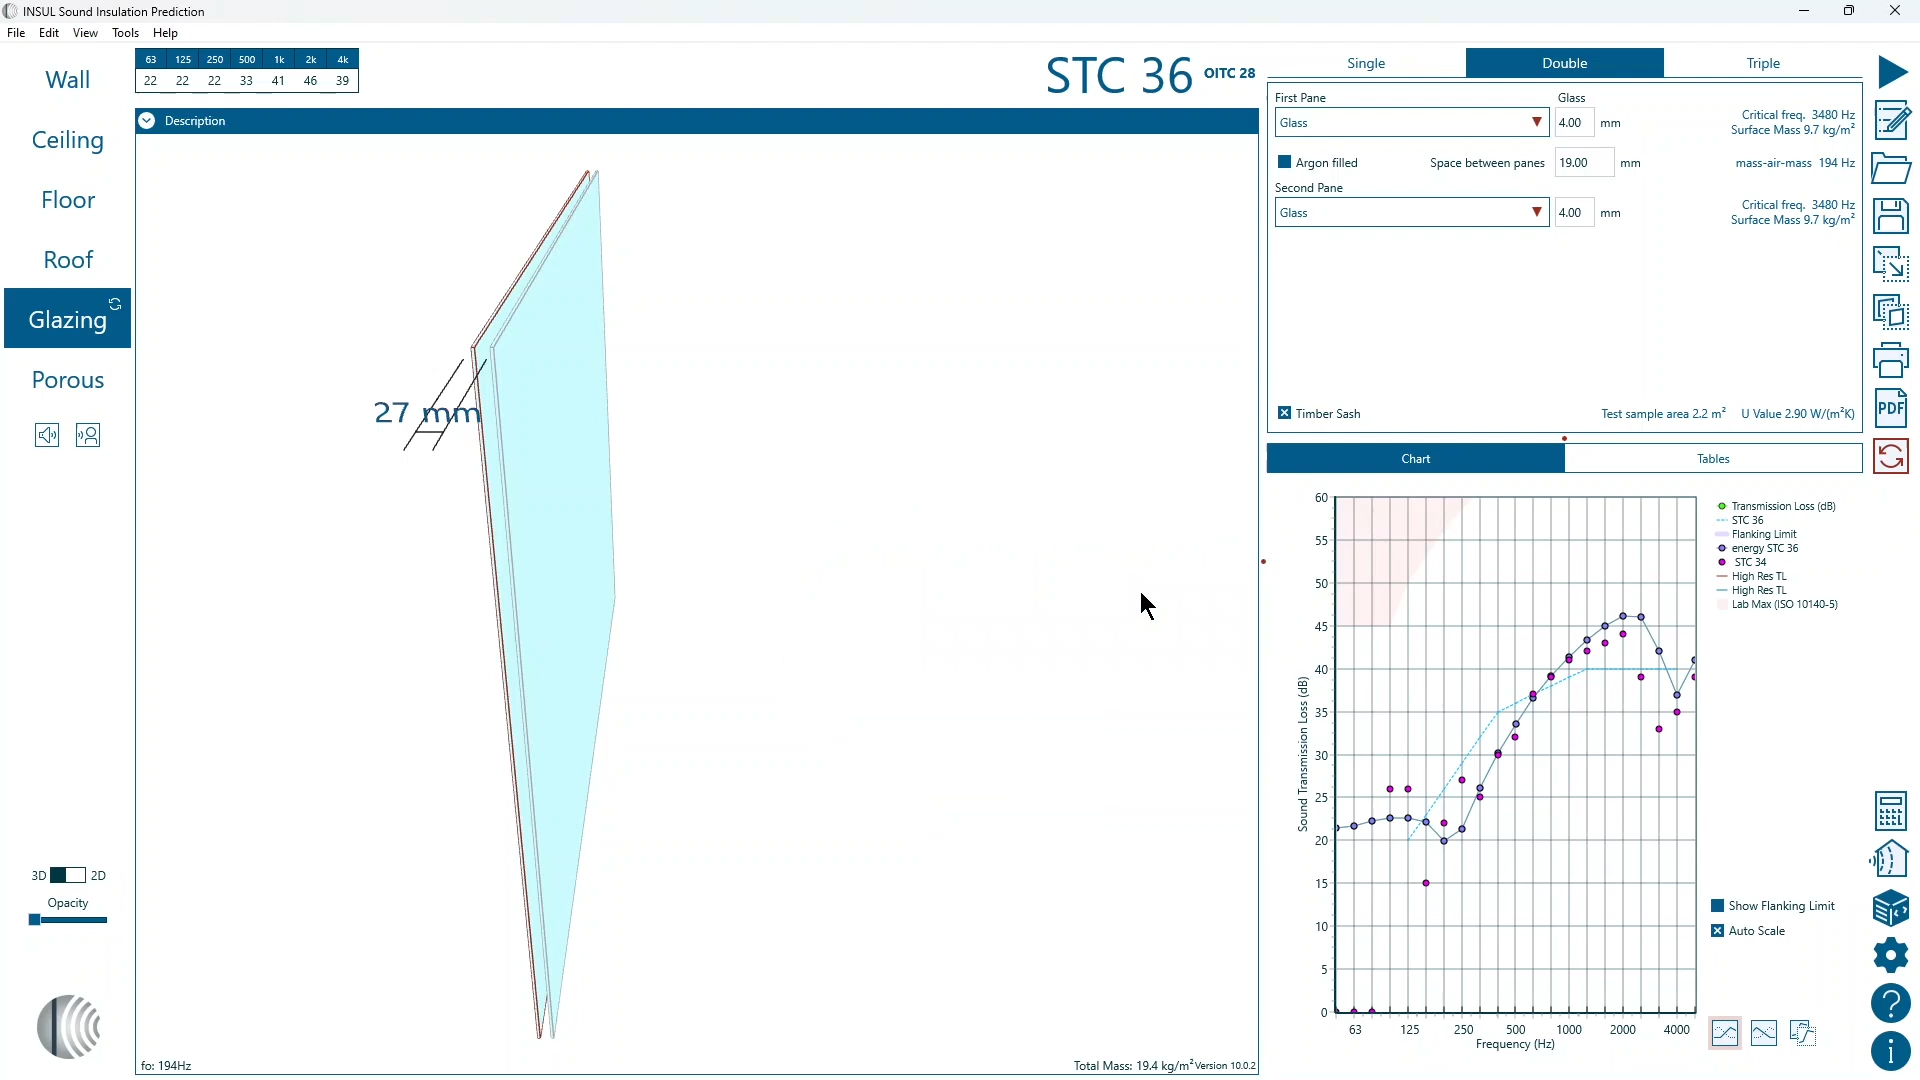 INSUL Sound Insulation Prediction
File Edit View Tools Help
Wall
Ceiling
Floor
Roof
Glazing
Porous
3D 2D
Opacity
63 125 250 500 1k 2k 4k
22 22 22 33 41 46 39
STC 36 OITC 28
Description
27 mm
fo: 194Hz
Total Mass: 19.4 kg/m² Version 10.0.2
Single Double Triple
First Pane Glass
Glass 4.00 mm
Critical freq. 3480 Hz
Surface Mass 9.7 kg/m²
Argon filled Space between panes 19.00 mm mass-air-mass 194 Hz
Second Pane
Glass 4.00 mm
Critical freq. 3480 Hz
Surface Mass 9.7 kg/m²
Timber Sash Test sample area 2.2 m² U Value 2.90 W/(m²K)
Chart Tables
Sound Transmission Loss (dB)
60
55
50
45
40
35
30
25
20
15
10
5
0
63 125 250 500 1000 2000 4000
Frequency (Hz)
Transmission Loss (dB)
STC 36
Flanking Limit
energy STC 36
STC 34
High Res TL
High Res TL
Lab Max (ISO 10140-5)
Show Flanking Limit
Auto Scale
PDF